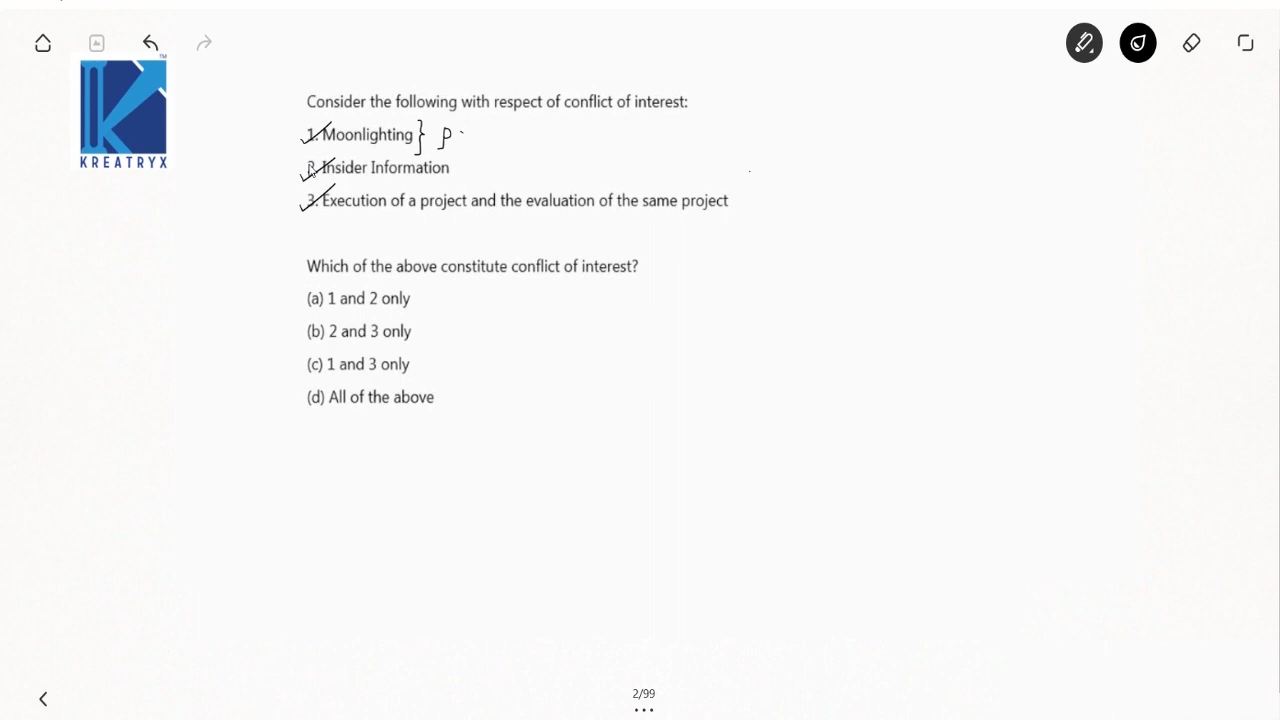 TM
KREATRYX
Consider the following with respect of conflict of interest:
1. Moonlighting } P
2. Insider Information
3. Execution of a project and the evaluation of the same project
Which of the above constitute conflict of interest?
(a) 1 and 2 only
(b) 2 and 3 only
(c) 1 and 3 only
(d) All of the above
2/99